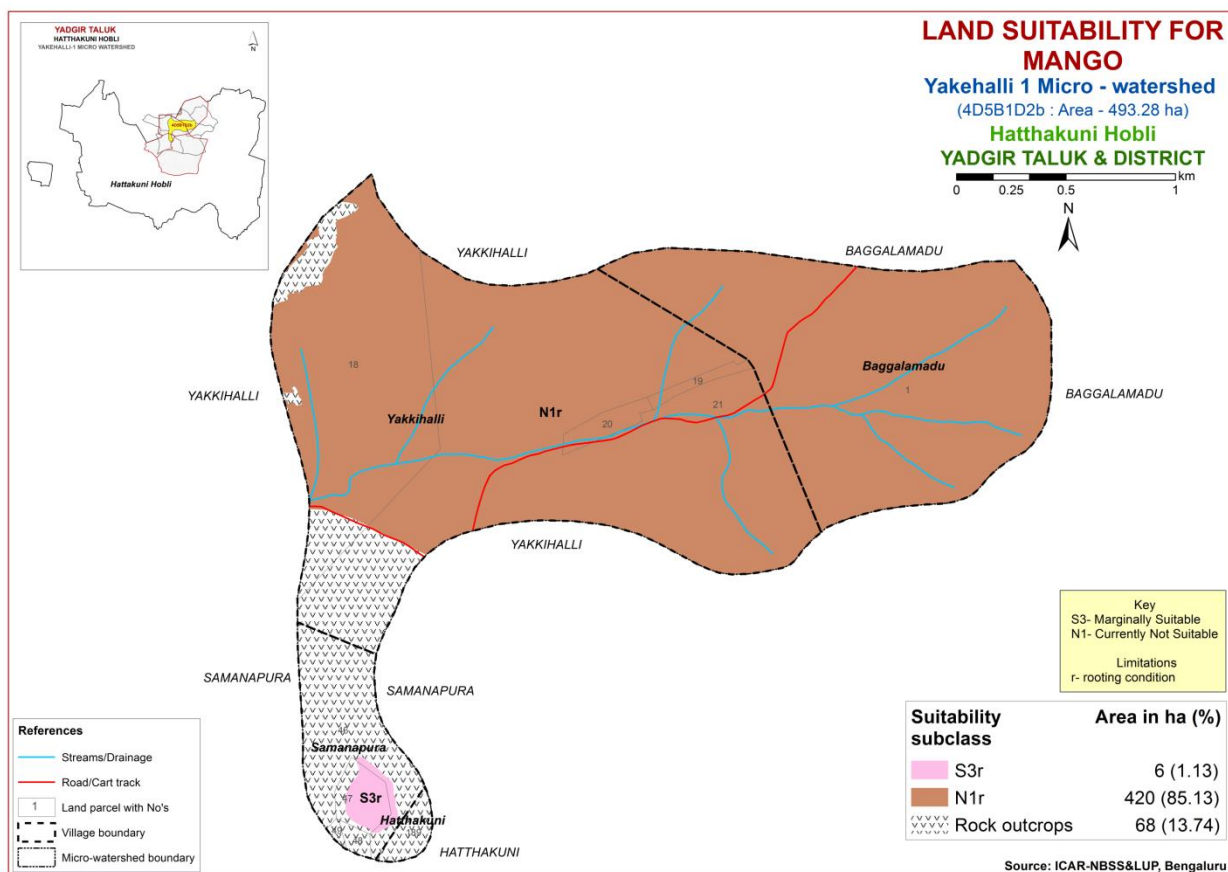 YADGIR TALUK
HATTHAKUNI HOBLI
YAKEHALLI-1 MICRO WATERSHED
N
Hattakuni Hobli
LAND SUITABILITY FOR
MANGO
Yakehalli 1 Micro - watershed
(4D5B1D2b : Area - 493.28 ha)
Hatthakuni Hobli
YADGIR TALUK & DISTRICT
km
0 0.25 0.5 1
N
YAKKIHALLI
BAGGALAMADU
18
19
Baggalamadu
1
YAKKIHALLI
BAGGALAMADU
Yakkihalli
N1r
21
20
YAKKIHALLI
SAMANAPURA
SAMANAPURA
46
Samanapura
47
S3r
Hatthakuni
48
HATTHAKUNI
Key
S3- Marginally Suitable
N1- Currently Not Suitable
Limitations
r- rooting condition
References
Streams/Drainage
Road/Cart track
1 Land parcel with No's
Village boundary
Micro-watershed boundary
Suitability subclass Area in ha (%)
S3r 6 (1.13)
N1r 420 (85.13)
Rock outcrops 68 (13.74)
Source: ICAR-NBSS&LUP, Bengaluru